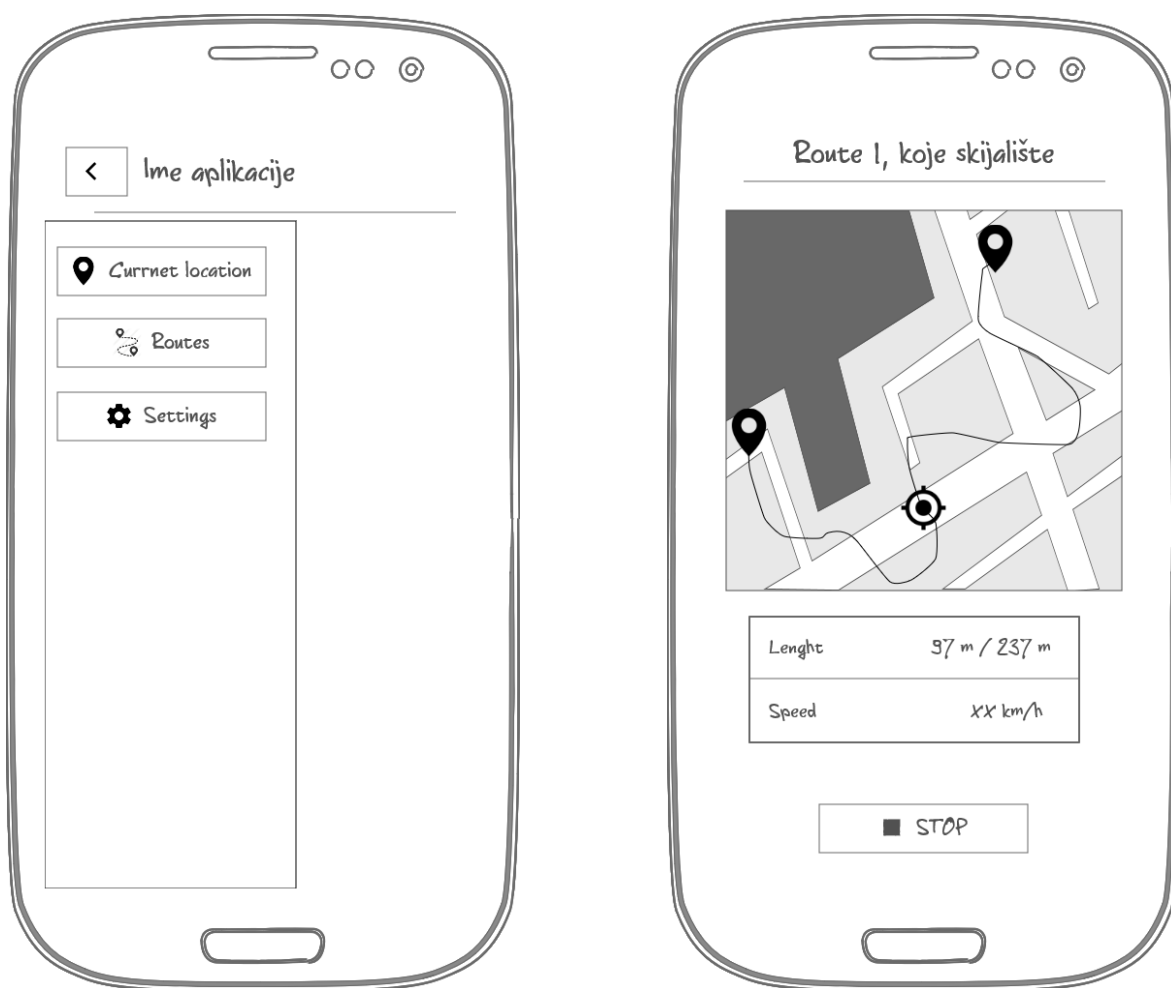 Ime aplikacije
Currnet location
Routes
Settings
Route 1, koje skijalište
Lenght 97 m / 237 m
Speed XX km/h
STOP